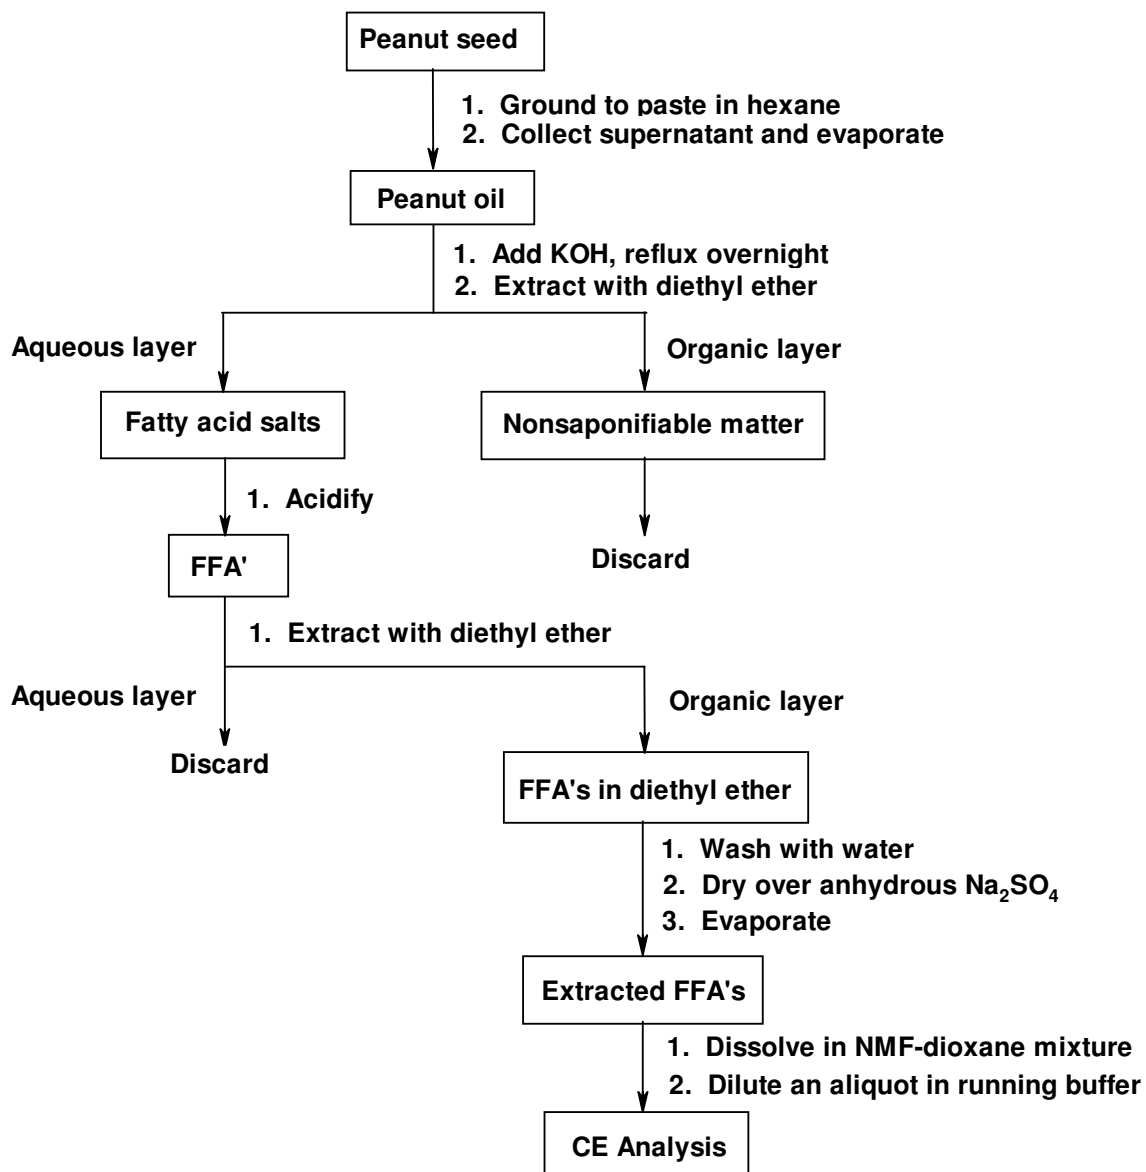 Peanut seed
1. Ground to paste in hexane
2. Collect supernatant and evaporate
Peanut oil
1. Add KOH, reflux overnight
2. Extract with diethyl ether
Aqueous layer
Organic layer
Fatty acid salts
Nonsaponifiable matter
1. Acidify
Discard
FFA'
1. Extract with diethyl ether
Aqueous layer
Organic layer
Discard
FFA's in diethyl ether
1. Wash with water
2. Dry over anhydrous Na₂SO₄
3. Evaporate
Extracted FFA's
1. Dissolve in NMF-dioxane mixture
2. Dilute an aliquot in running buffer
CE Analysis